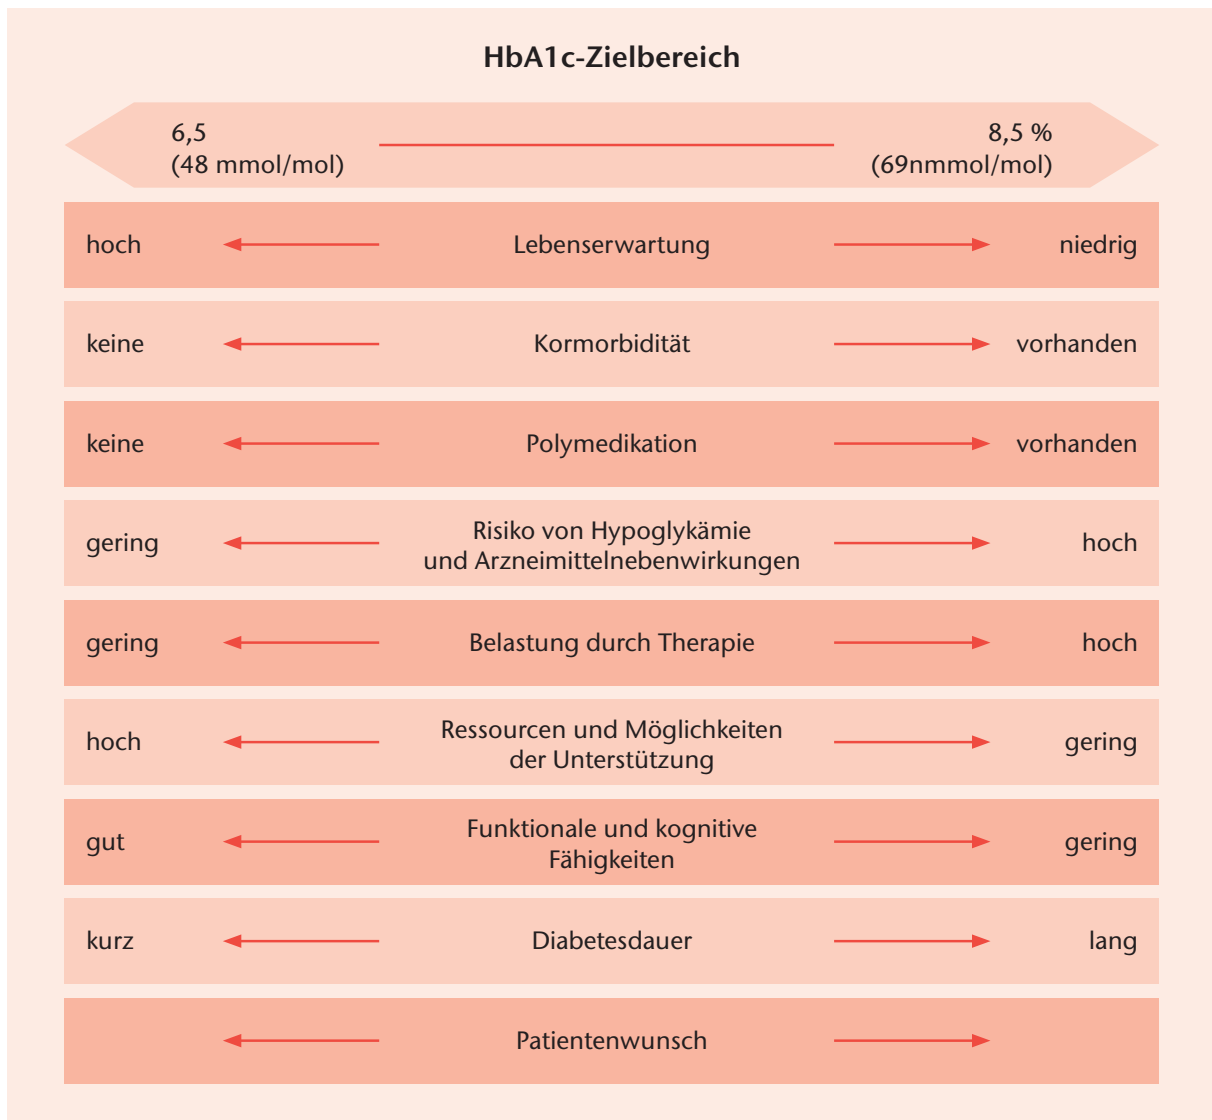 HbA1c-Zielbereich
6,5
(48 mmol/mol)
8,5 %
(69nmmol/mol)
hoch Lebenserwartung niedrig
keine Kormorbidität vorhanden
keine Polymedikation vorhanden
gering Risiko von Hypoglykämie
und Arzneimittelnebenwirkungen hoch
gering Belastung durch Therapie hoch
hoch Ressourcen und Möglichkeiten
der Unterstützung gering
gut Funktionale und kognitive
Fähigkeiten gering
kurz Diabetesdauer lang
Patientenwunsch